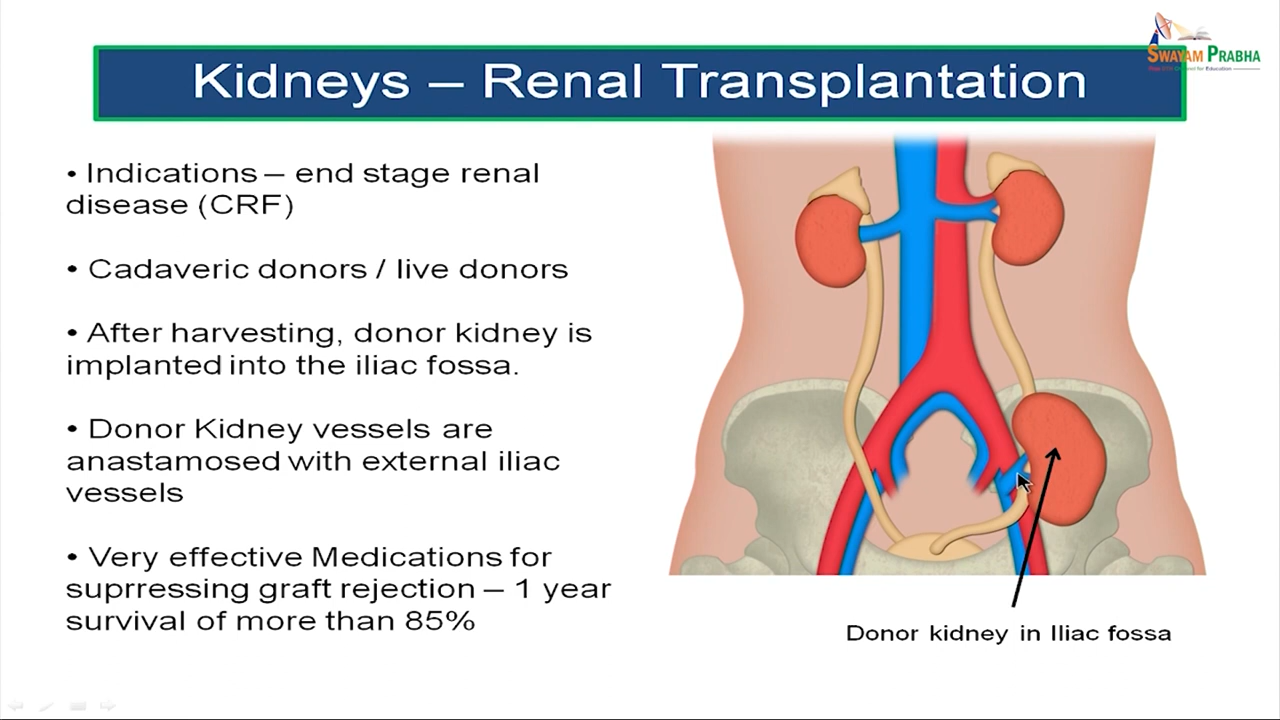 SWAYAM PRABHA
Kidneys – Renal Transplantation
• Indications – end stage renal
disease (CRF)
• Cadaveric donors / live donors
• After harvesting, donor kidney is
implanted into the iliac fossa.
• Donor Kidney vessels are
anastamosed with external iliac
vessels
• Very effective Medications for
suprressing graft rejection – 1 year
survival of more than 85%
Donor kidney in Iliac fossa